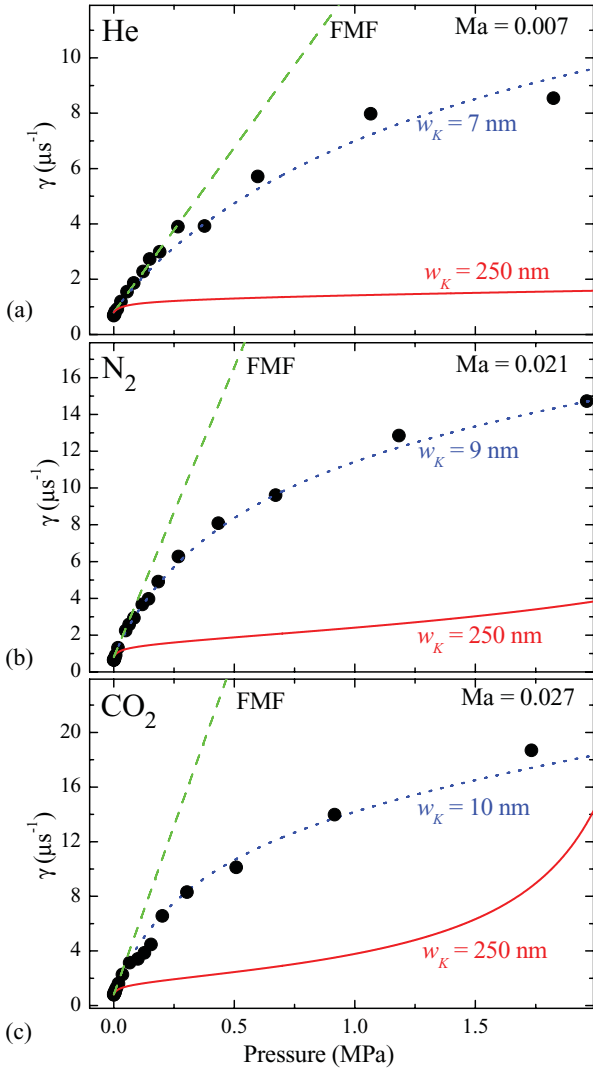 He
Ma = 0.007
FMF
w_K = 7 nm
w_K = 250 nm
γ (µs⁻¹)
10
8
6
4
2
0
(a)
N₂
Ma = 0.021
FMF
w_K = 9 nm
w_K = 250 nm
γ (µs⁻¹)
16
14
12
10
8
6
4
2
0
(b)
CO₂
Ma = 0.027
FMF
w_K = 10 nm
w_K = 250 nm
γ (µs⁻¹)
20
16
12
8
4
0
(c)
0.0 0.5 1.0 1.5
Pressure (MPa)